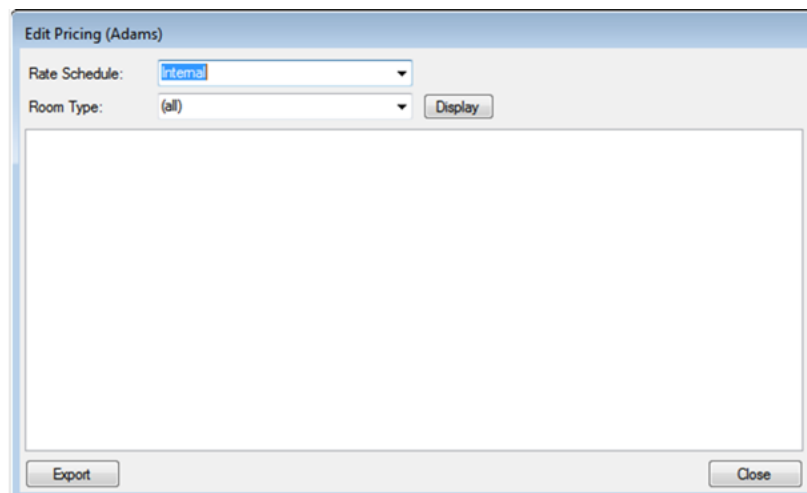 Edit Pricing (Adams)
Rate Schedule: Internal
Room Type: (all) Display
Export Close